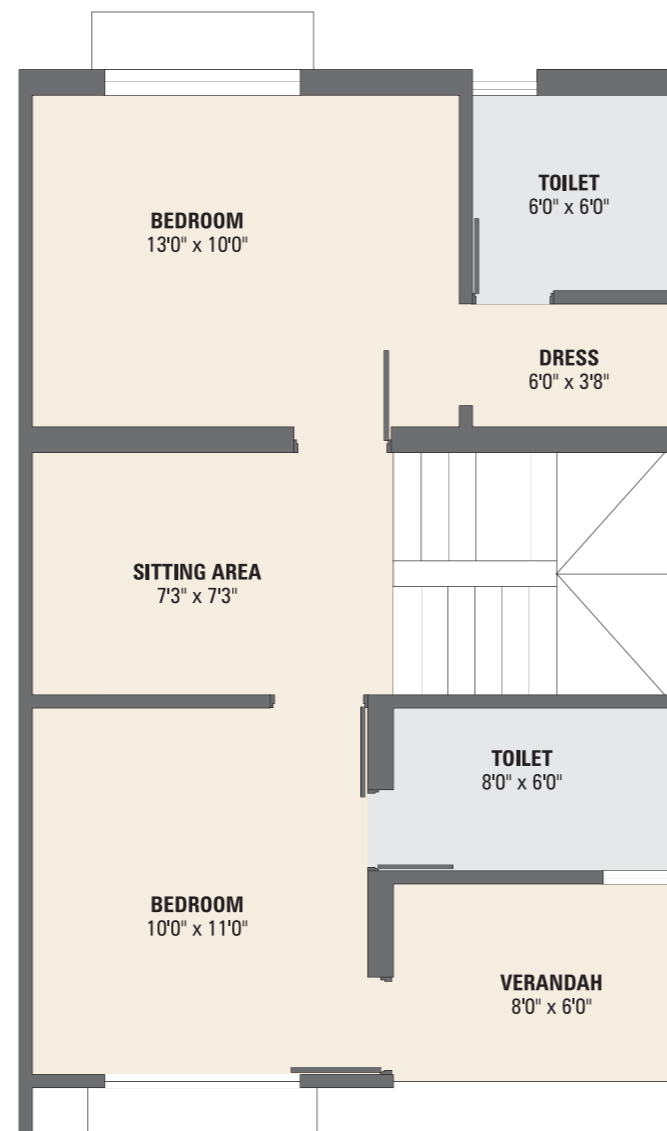 TOILET
6'0" x 6'0"
BEDROOM
13'0" x 10'0"
DRESS
6'0" x 3'8"
SITTING AREA
7'3" x 7'3"
TOILET
8'0" x 6'0"
BEDROOM
10'0" x 11'0"
VERANDAH
8'0" x 6'0"